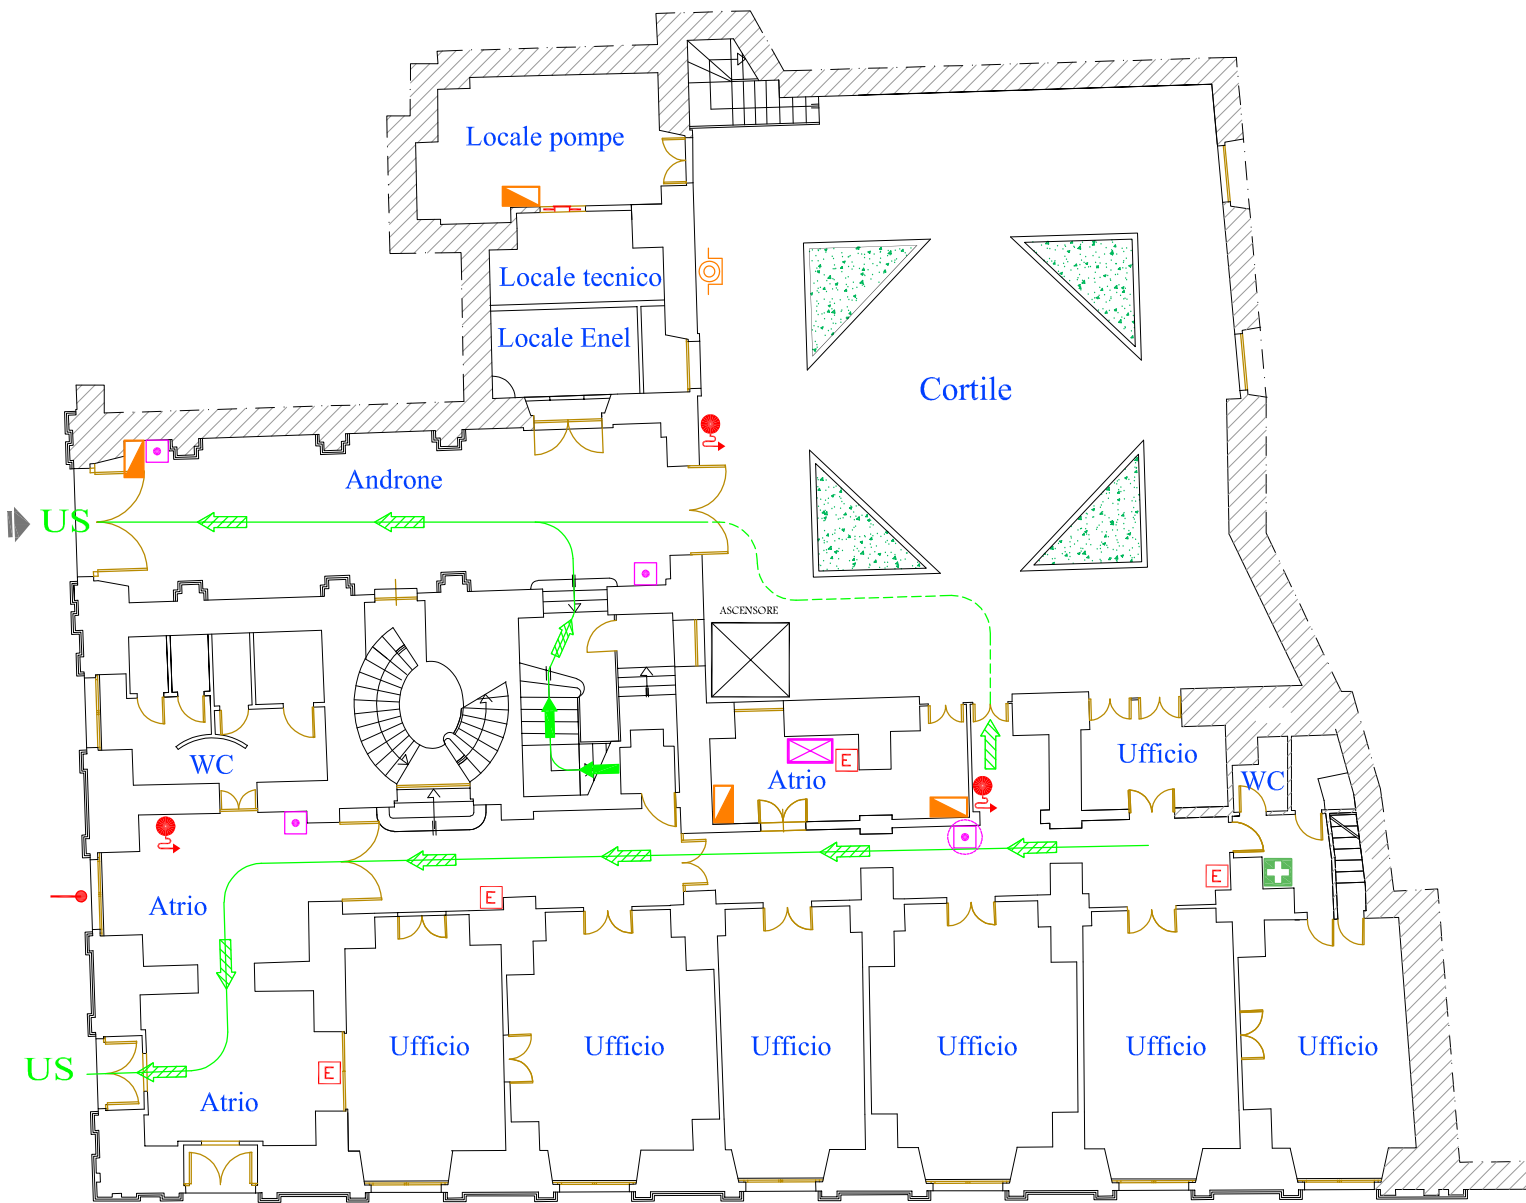 Locale pompe
Locale tecnico
Locale Enel
Cortile
Androne
US
ASCENSORE
WC
Atrio
E
Ufficio
WC
E
E
Atrio
Ufficio
Ufficio
Ufficio
Ufficio
Ufficio
Ufficio
US
E
Atrio